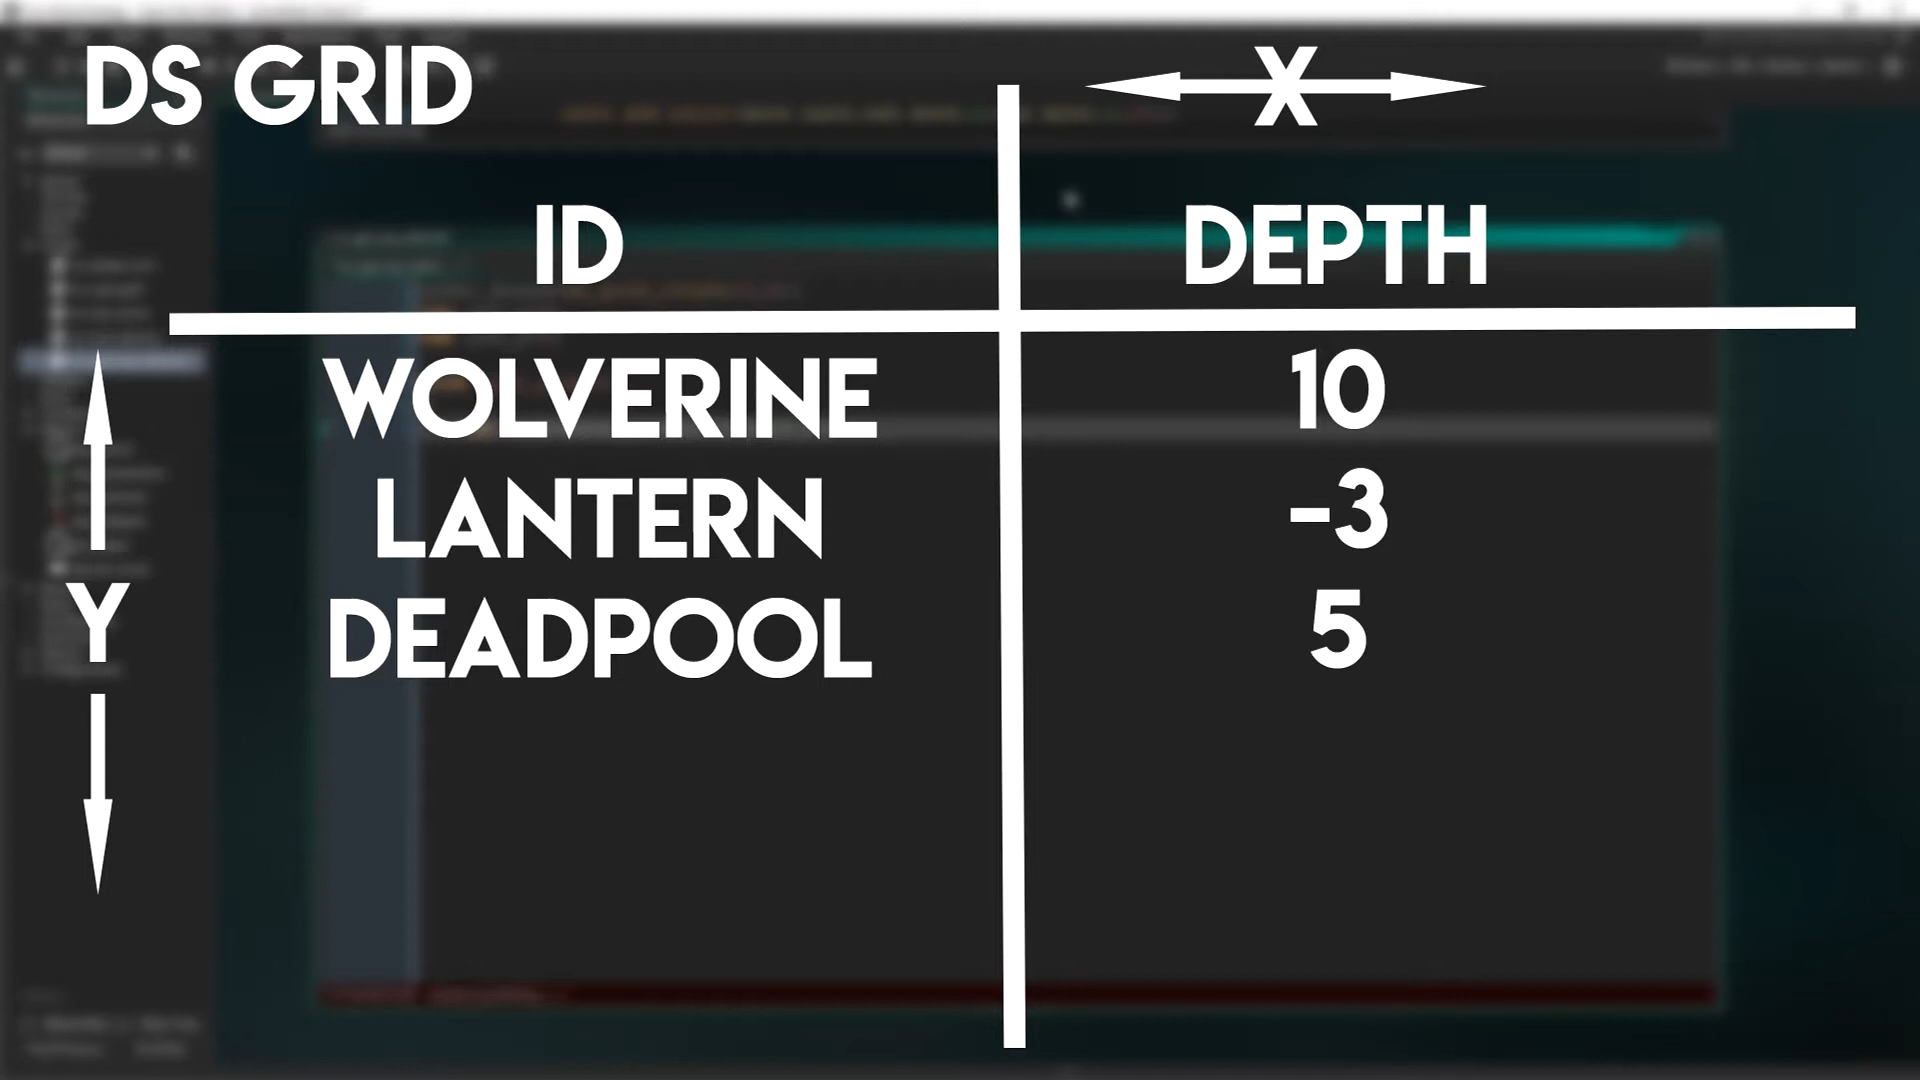 DS GRID
X
ID DEPTH
WOLVERINE 10
LANTERN -3
DEADPOOL 5
Y